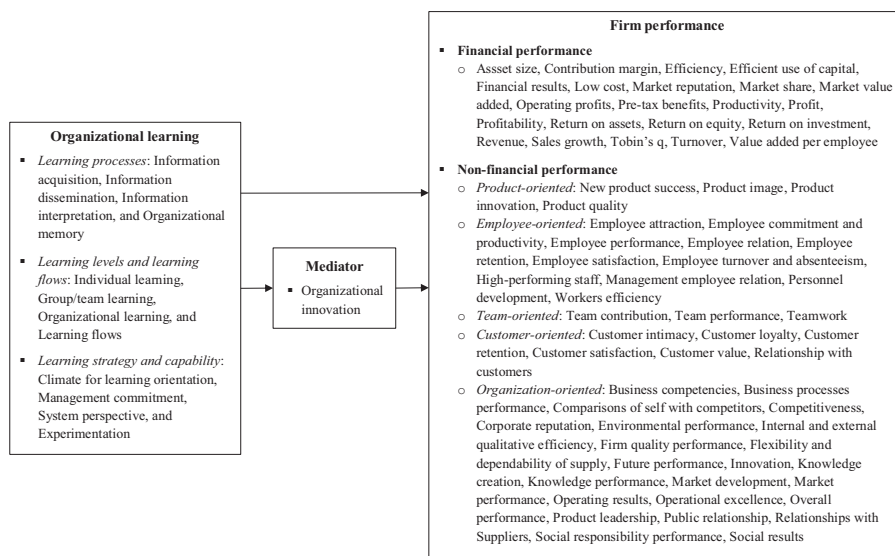 Organizational learning
▪ Learning processes: Information
acquisition, Information
dissemination, Information
interpretation, and Organizational
memory
▪ Learning levels and learning
flows: Individual learning,
Group/team learning,
Organizational learning, and
Learning flows
▪ Learning strategy and capability:
Climate for learning orientation,
Management commitment,
System perspective, and
Experimentation
Mediator
▪ Organizational
innovation
Firm performance
▪ Financial performance
o Assset size, Contribution margin, Efficiency, Efficient use of capital,
Financial results, Low cost, Market reputation, Market share, Market value
added, Operating profits, Pre-tax benefits, Productivity, Profit,
Profitability, Return on assets, Return on equity, Return on investment,
Revenue, Sales growth, Tobin's q, Turnover, Value added per employee
▪ Non-financial performance
o Product-oriented: New product success, Product image, Product
innovation, Product quality
o Employee-oriented: Employee attraction, Employee commitment and
productivity, Employee performance, Employee relation, Employee
retention, Employee satisfaction, Employee turnover and absenteeism,
High-performing staff, Management employee relation, Personnel
development, Workers efficiency
o Team-oriented: Team contribution, Team performance, Teamwork
o Customer-oriented: Customer intimacy, Customer loyalty, Customer
retention, Customer satisfaction, Customer value, Relationship with
customers
o Organization-oriented: Business competencies, Business processes
performance, Comparisons of self with competitors, Competitiveness,
Corporate reputation, Environmental performance, Internal and external
qualitative efficiency, Firm quality performance, Flexibility and
dependability of supply, Future performance, Innovation, Knowledge
creation, Knowledge performance, Market development, Market
performance, Operating results, Operational excellence, Overall
performance, Product leadership, Public relationship, Relationships with
Suppliers, Social responsibility performance, Social results